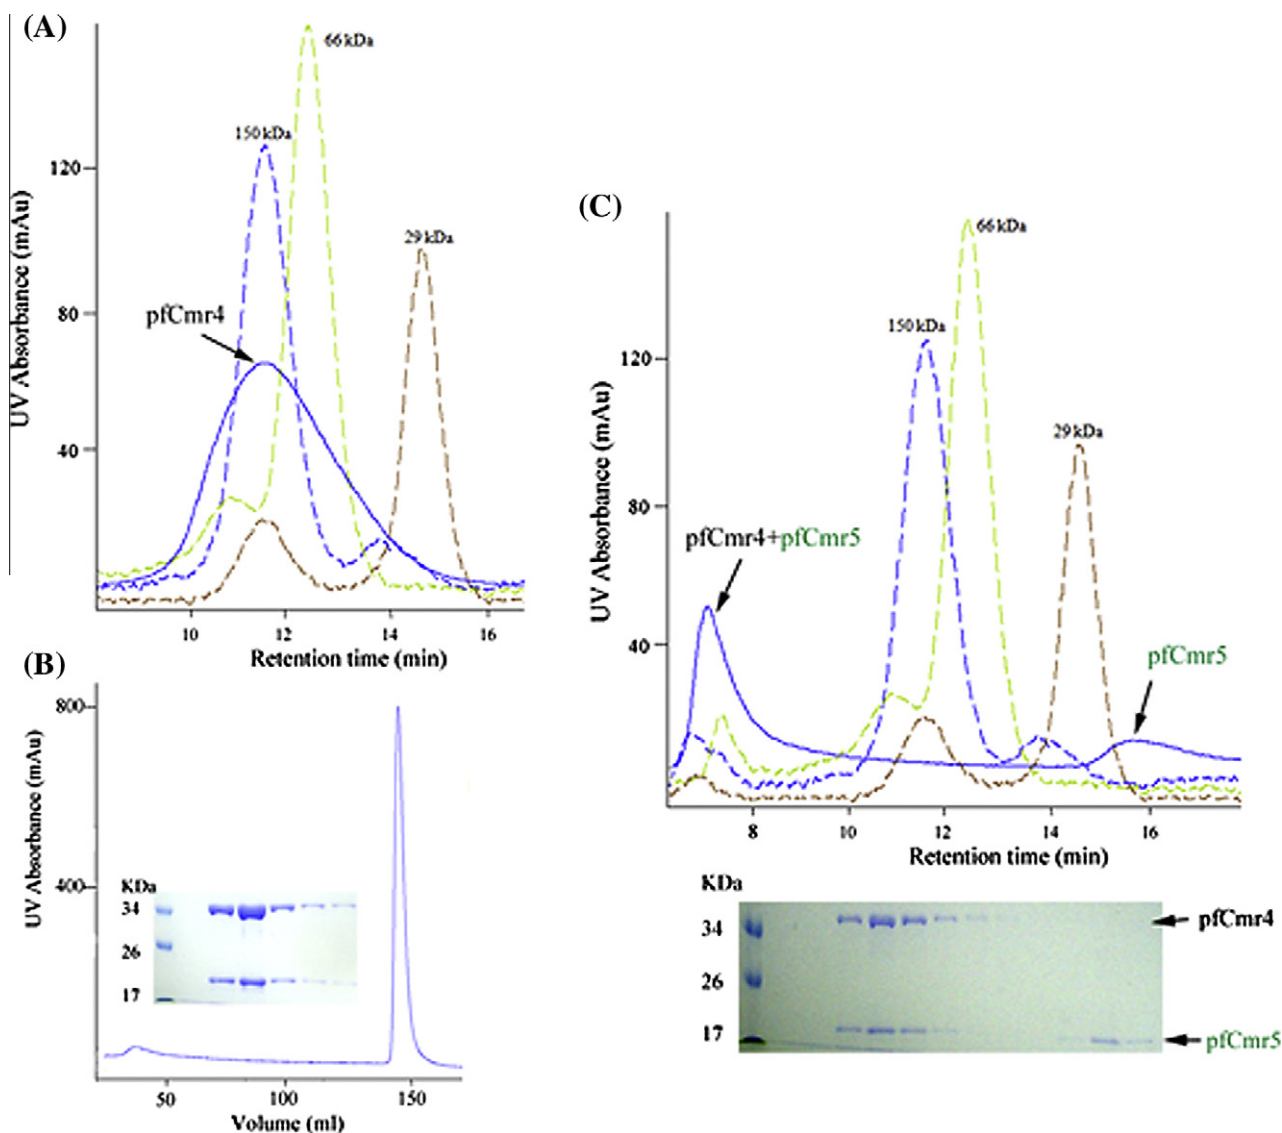 (A)
66 kDa
150 kDa
120
29 kDa
pfCmr4
80
UV Absorbance (mAu)
40
10 12 14 16
Retention time (min)
(B)
800
UV Absorbance (mAu)
400
KDa
34
26
17
50 100 150
Volume (ml)
(C)
66 kDa
150 kDa
120
29 kDa
80
UV Absorbance (mAu)
pfCmr4+pfCmr5
40
pfCmr5
8 10 12 14 16
Retention time (min)
KDa
34
pfCmr4
26
17
pfCmr5